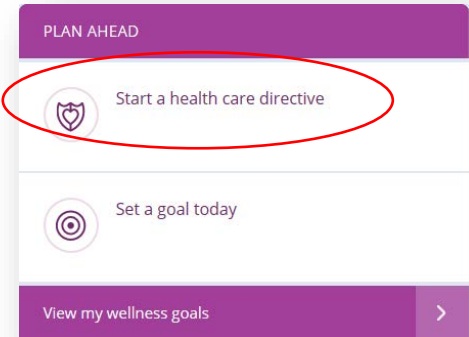 PLAN AHEAD
Start a health care directive
Set a goal today
View my wellness goals